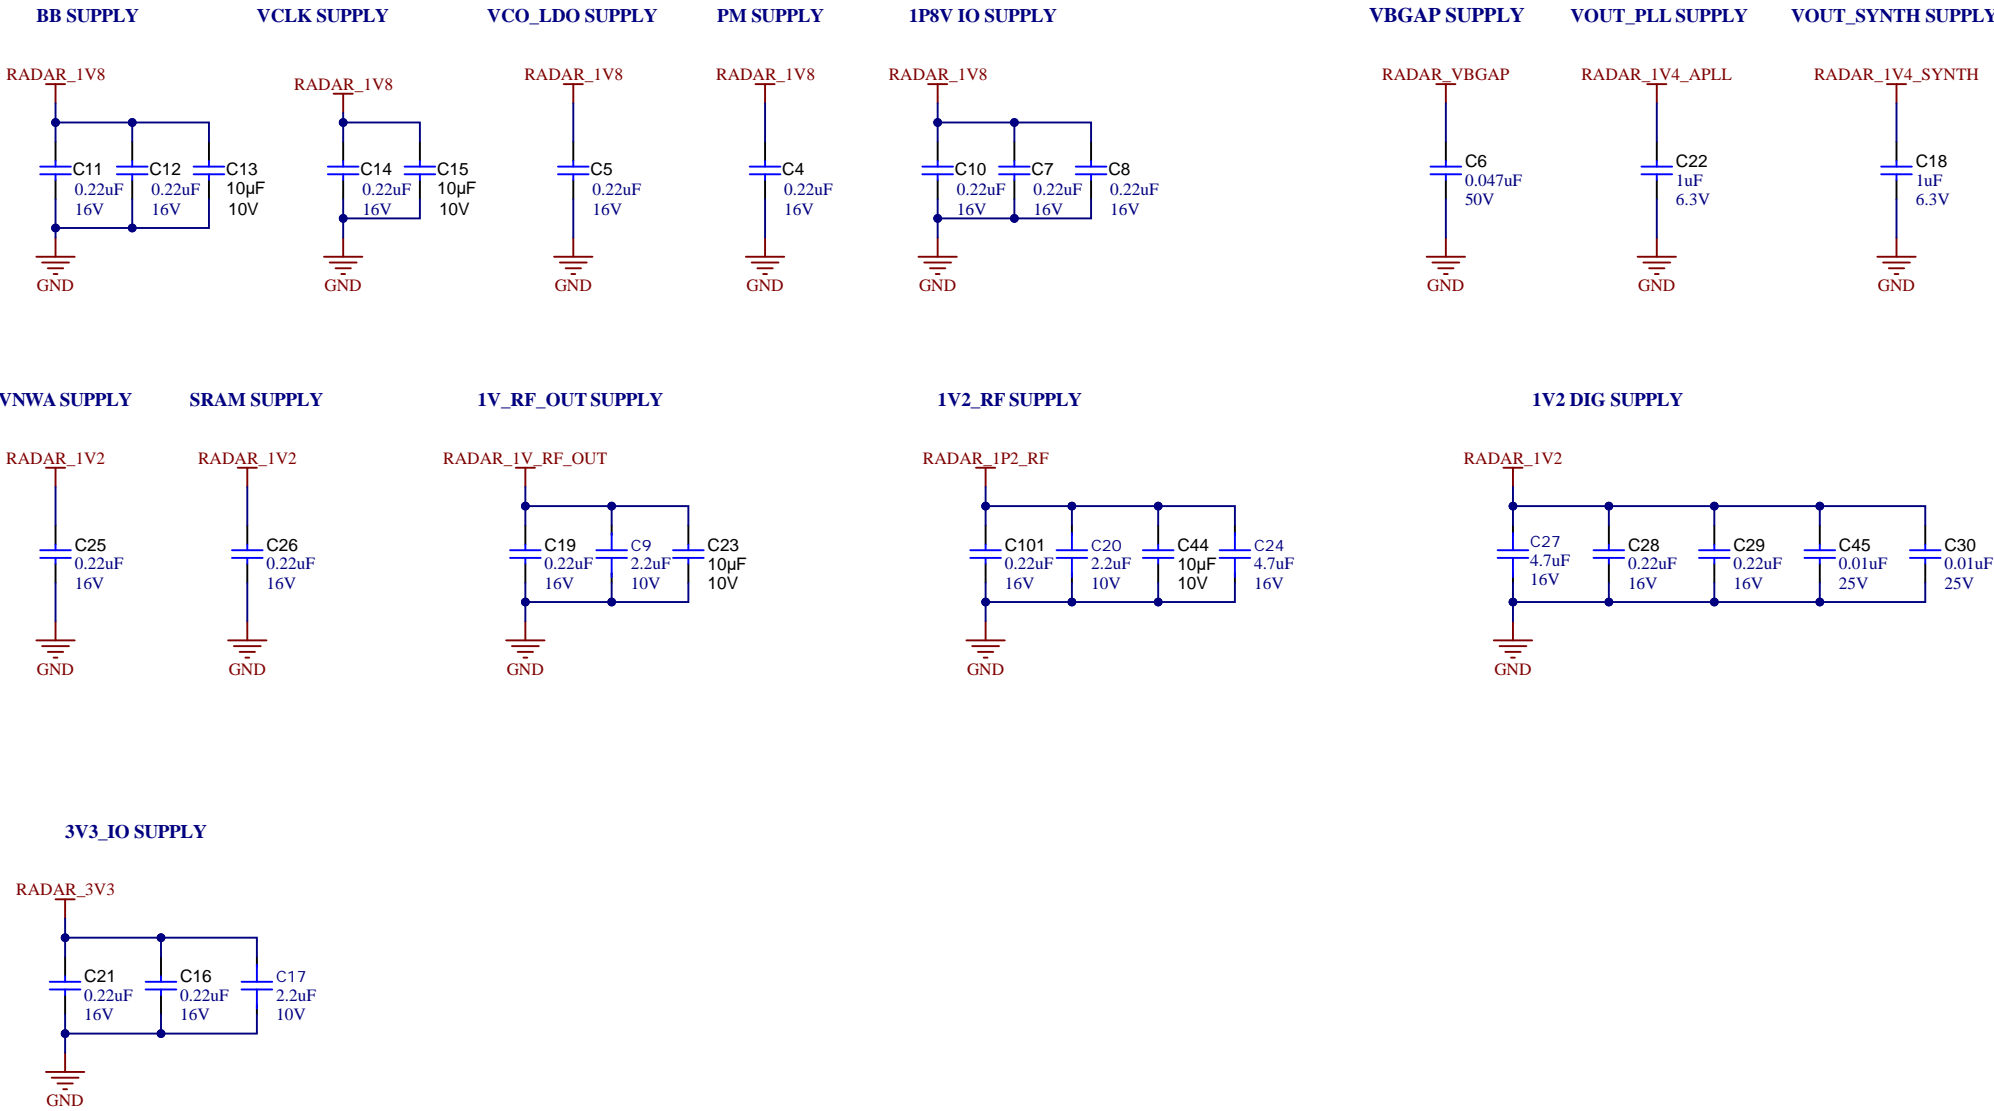 BB SUPPLY
VCLK SUPPLY
VCO_LDO SUPPLY
PM SUPPLY
1P8V IO SUPPLY
VBGAP SUPPLY
VOUT_PLL SUPPLY
VOUT_SYNTH SUPPLY
RADAR_1V8
C11
0.22uF
16V
C12
0.22uF
16V
C13
10µF
10V
GND
RADAR_1V8
C14
0.22uF
16V
C15
10µF
10V
GND
RADAR_1V8
C5
0.22uF
16V
GND
RADAR_1V8
C4
0.22uF
16V
GND
RADAR_1V8
C10
0.22uF
16V
C7
0.22uF
16V
C8
0.22uF
16V
GND
RADAR_VBGAP
C6
0.047uF
50V
GND
RADAR_1V4_APLL
C22
1uF
6.3V
GND
RADAR_1V4_SYNTH
C18
1uF
6.3V
GND
VNWA SUPPLY
SRAM SUPPLY
1V_RF_OUT SUPPLY
1V2_RF SUPPLY
1V2 DIG SUPPLY
RADAR_1V2
C25
0.22uF
16V
GND
RADAR_1V2
C26
0.22uF
16V
GND
RADAR_1V_RF_OUT
C19
0.22uF
16V
C9
2.2uF
10V
C23
10µF
10V
GND
RADAR_1P2_RF
C101
0.22uF
16V
C20
2.2uF
10V
C44
10µF
10V
C24
4.7uF
16V
GND
RADAR_1V2
C27
4.7uF
16V
C28
0.22uF
16V
C29
0.22uF
16V
C45
0.01uF
25V
C30
0.01uF
25V
GND
3V3_IO SUPPLY
RADAR_3V3
C21
0.22uF
16V
C16
0.22uF
16V
C17
2.2uF
10V
GND